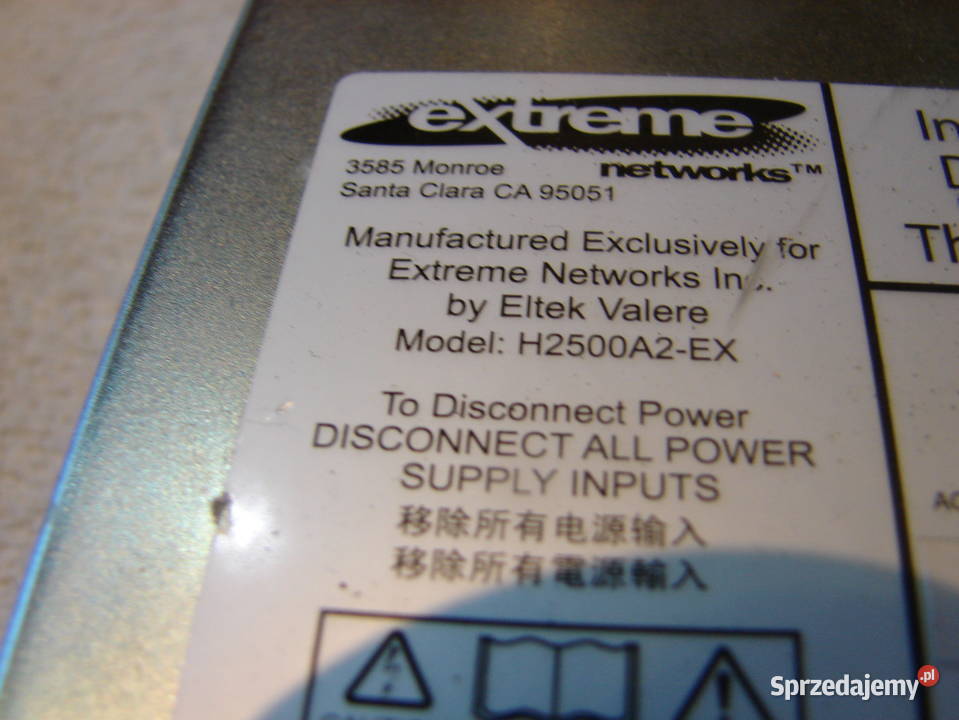 extreme
networks™
3585 Monroe
Santa Clara CA 95051
Manufactured Exclusively for
Extreme Networks Inc.
by Eltek Valere
Model: H2500A2-EX
To Disconnect Power
DISCONNECT ALL POWER
SUPPLY INPUTS
移除所有电源输入
移除所有電源輸入
Sprzedajemy.pl